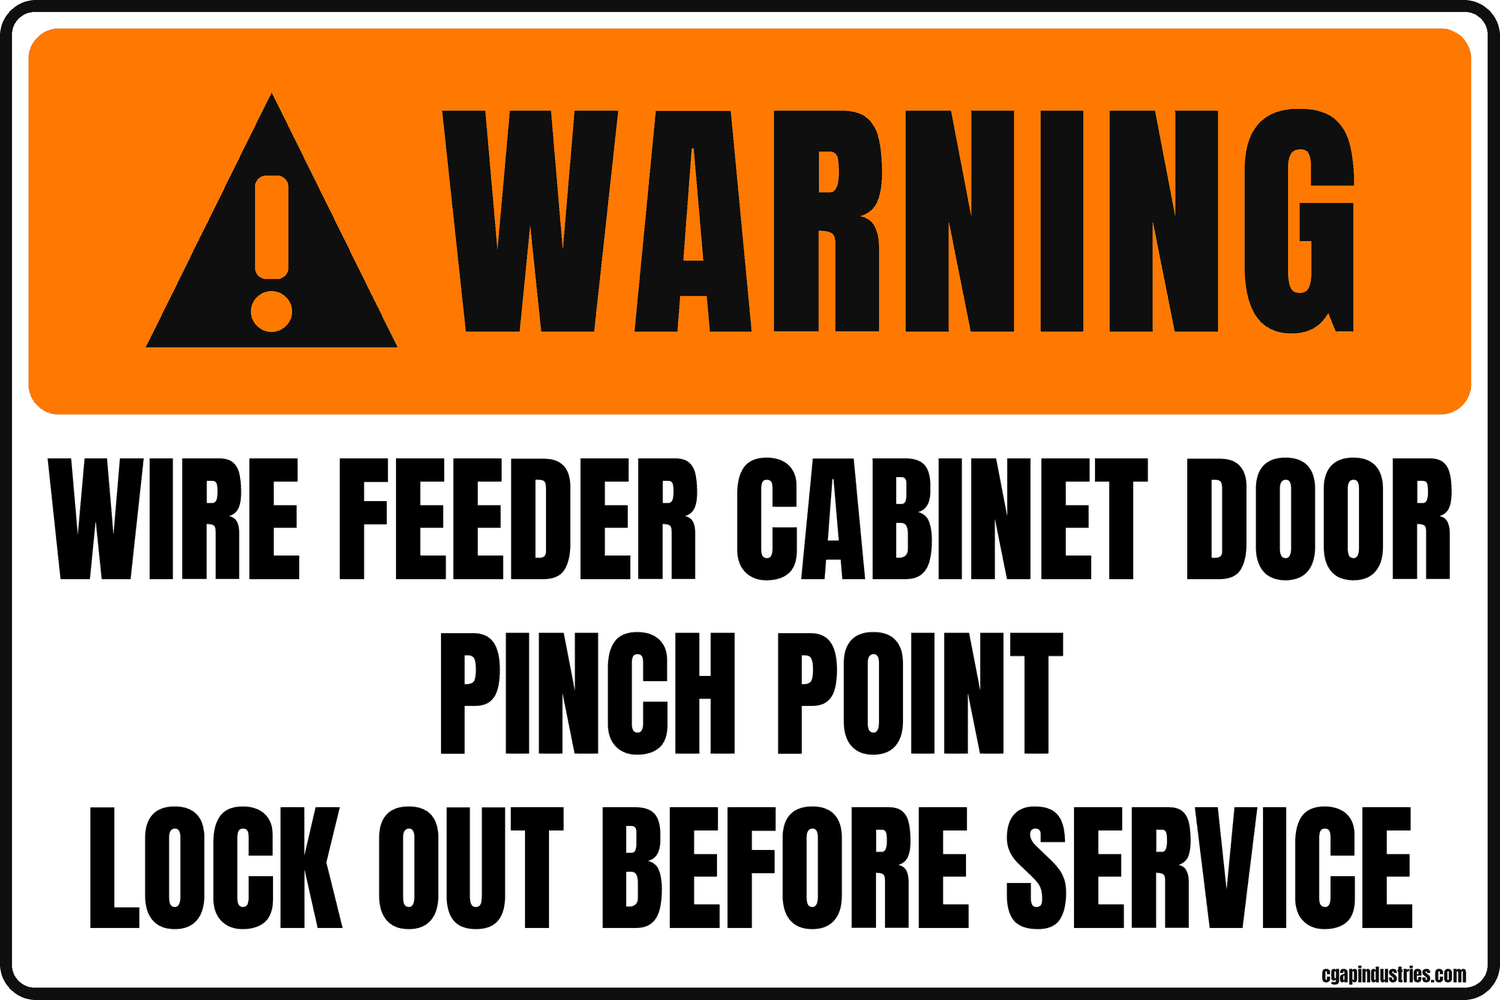 WARNING
WIRE FEEDER CABINET DOOR
PINCH POINT
LOCK OUT BEFORE SERVICE
cgapindustries.com